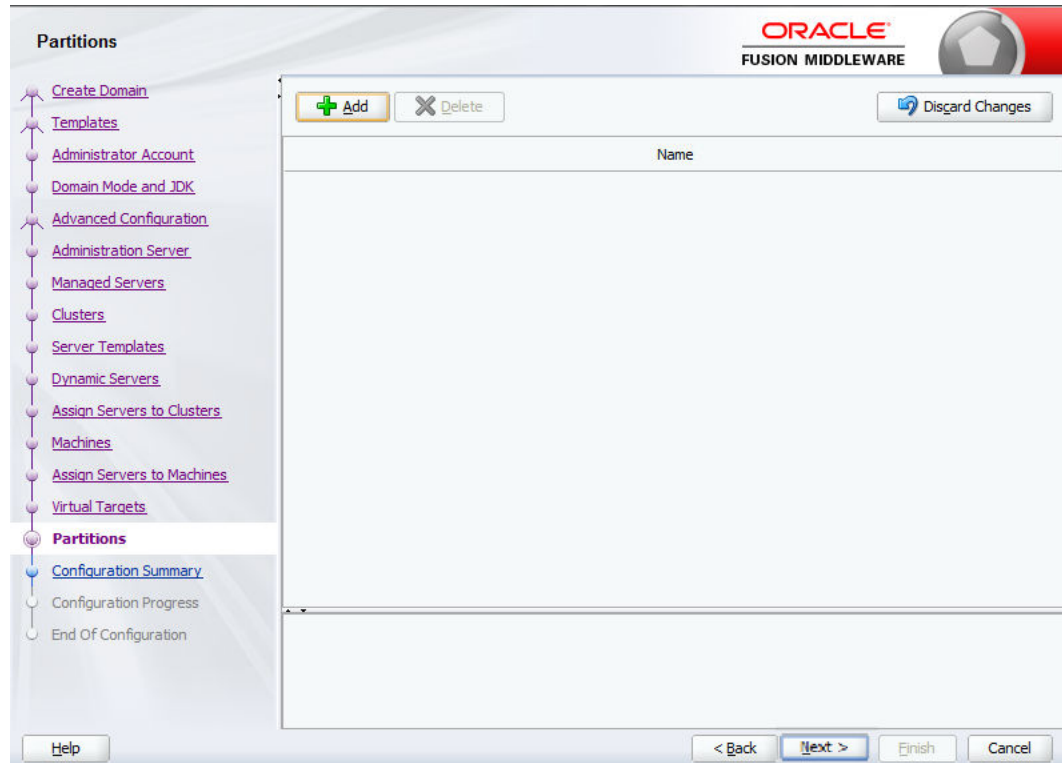 Partitions
ORACLE
FUSION MIDDLEWARE
Create Domain
Templates
Administrator Account
Domain Mode and JDK
Advanced Configuration
Administration Server
Managed Servers
Clusters
Server Templates
Dynamic Servers
Assign Servers to Clusters
Machines
Assign Servers to Machines
Virtual Targets
Partitions
Configuration Summary
Configuration Progress
End Of Configuration
Add Delete Discard Changes
Name
Help < Back Next > Finish Cancel